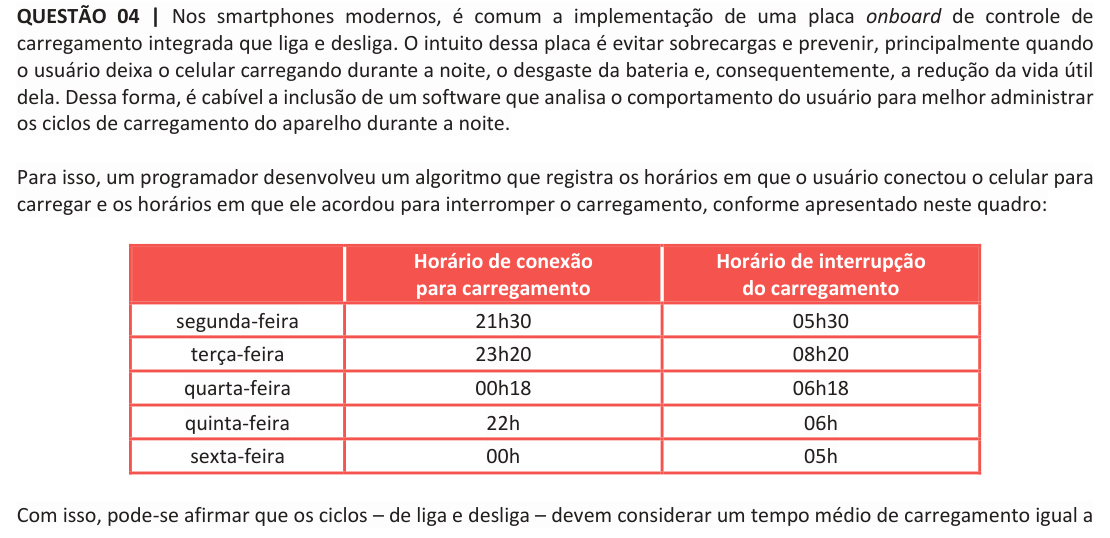 QUESTÃO 04 | Nos smartphones modernos, é comum a implementação de uma placa onboard de controle de
carregamento integrada que liga e desliga. O intuito dessa placa é evitar sobrecargas e prevenir, principalmente quando
o usuário deixa o celular carregando durante a noite, o desgaste da bateria e, consequentemente, a redução da vida útil
dela. Dessa forma, é cabível a inclusão de um software que analisa o comportamento do usuário para melhor administrar
os ciclos de carregamento do aparelho durante a noite.
Para isso, um programador desenvolveu um algoritmo que registra os horários em que o usuário conectou o celular para
carregar e os horários em que ele acordou para interromper o carregamento, conforme apresentado neste quadro:
Horário de conexão para carregamento Horário de interrupção do carregamento
segunda-feira 21h30 05h30
terça-feira 23h20 08h20
quarta-feira 00h18 06h18
quinta-feira 22h 06h
sexta-feira 00h 05h
Com isso, pode-se afirmar que os ciclos – de liga e desliga – devem considerar um tempo médio de carregamento igual a